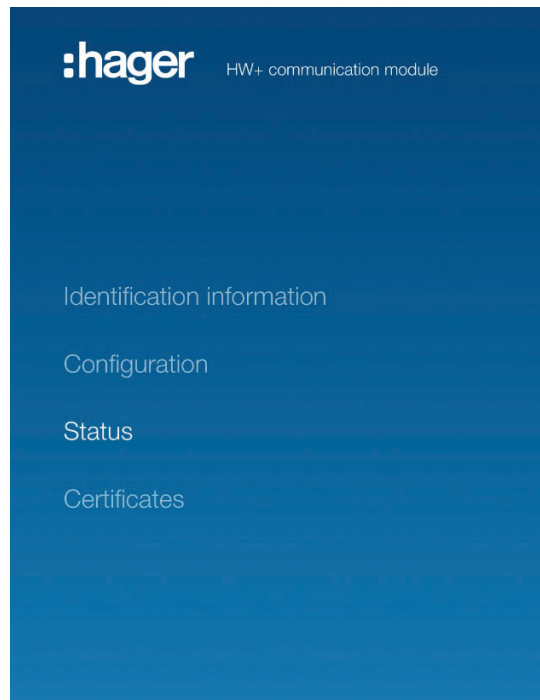 :hager HW+ communication module
Identification information
Configuration
Status
Certificates